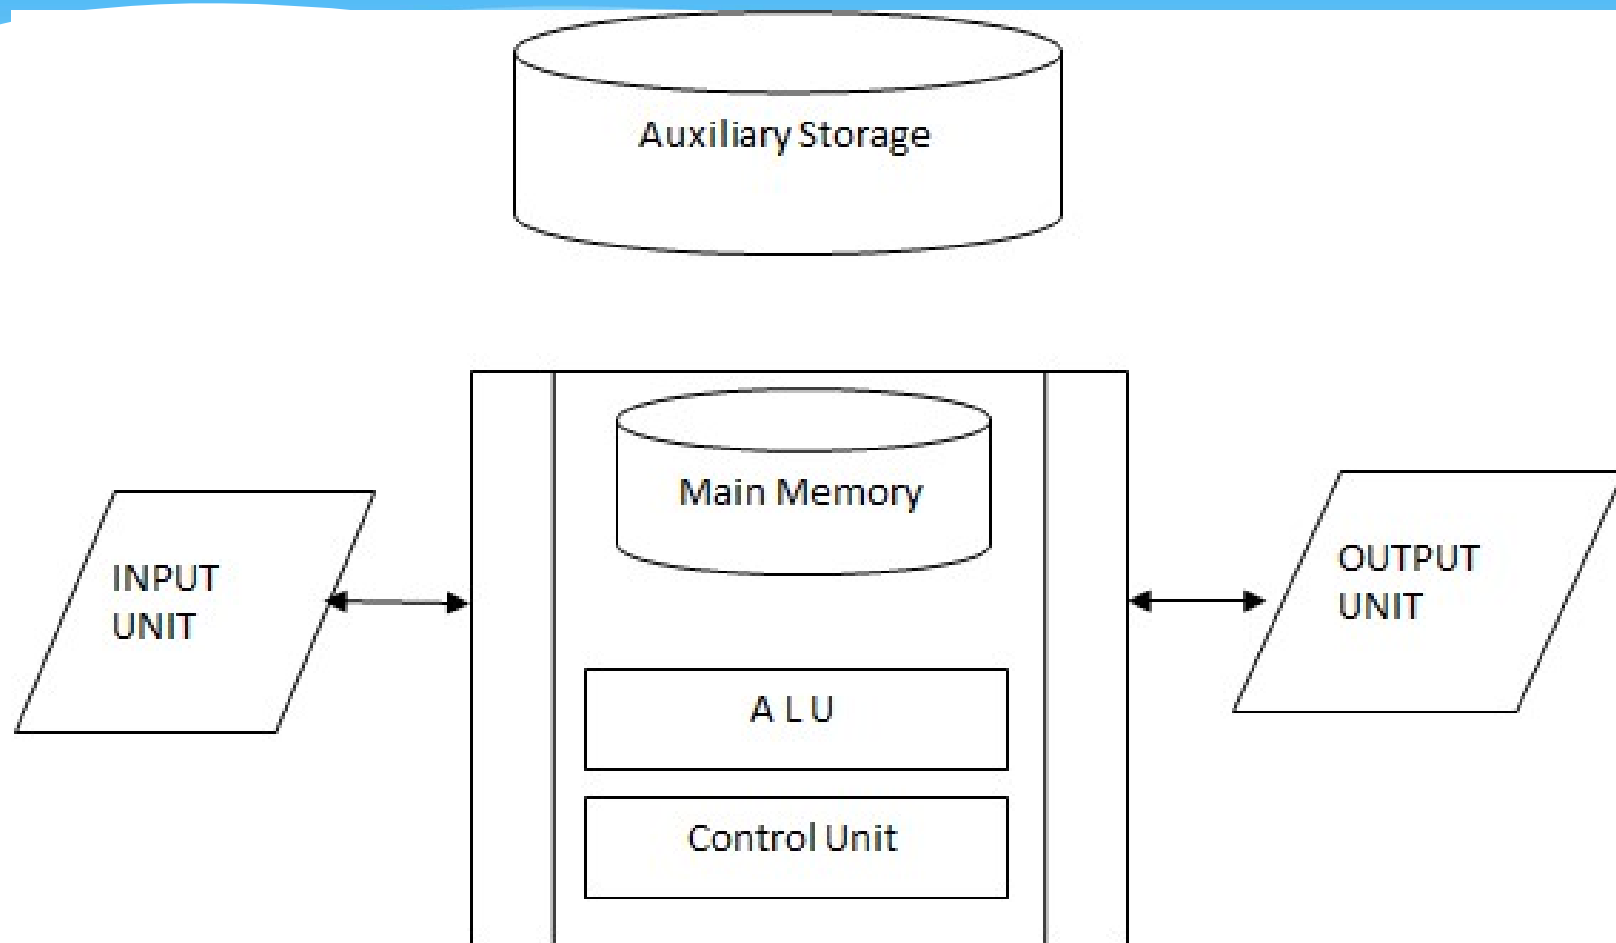 Auxiliary Storage
Main Memory
INPUT
UNIT
OUTPUT
UNIT
A L U
Control Unit